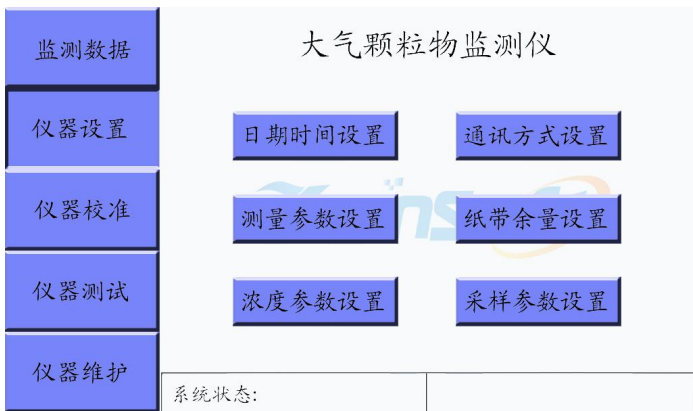 大气颗粒物监测仪
监测数据
仪器设置
仪器校准
仪器测试
仪器维护
日期时间设置
通讯方式设置
测量参数设置
纸带余量设置
浓度参数设置
采样参数设置
系统状态: